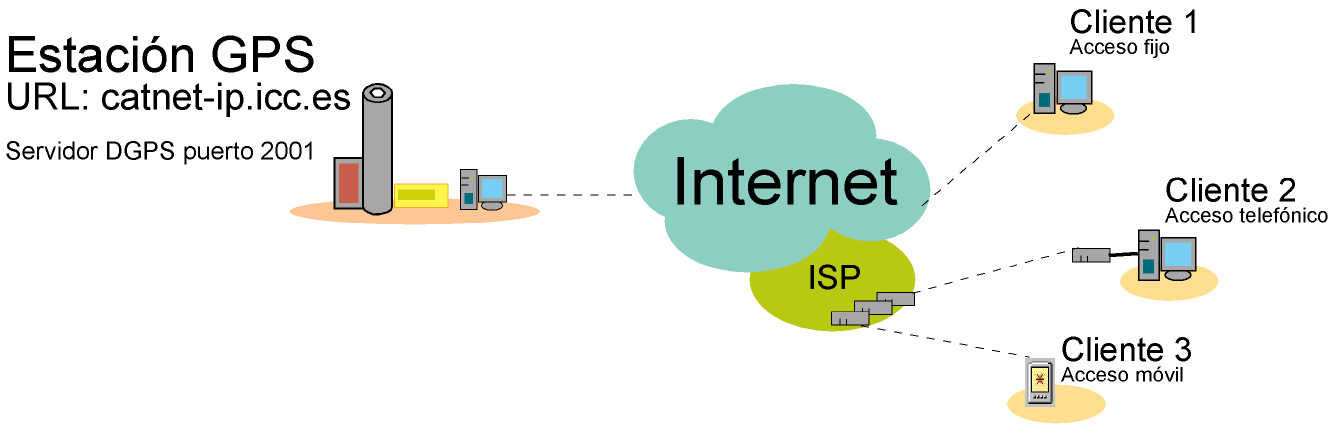 Estación GPS
URL: catnet-ip.icc.es
Servidor DGPS puerto 2001
Internet
ISP
Cliente 1
Acceso fijo
Cliente 2
Acceso telefónico
Cliente 3
Acceso móvil